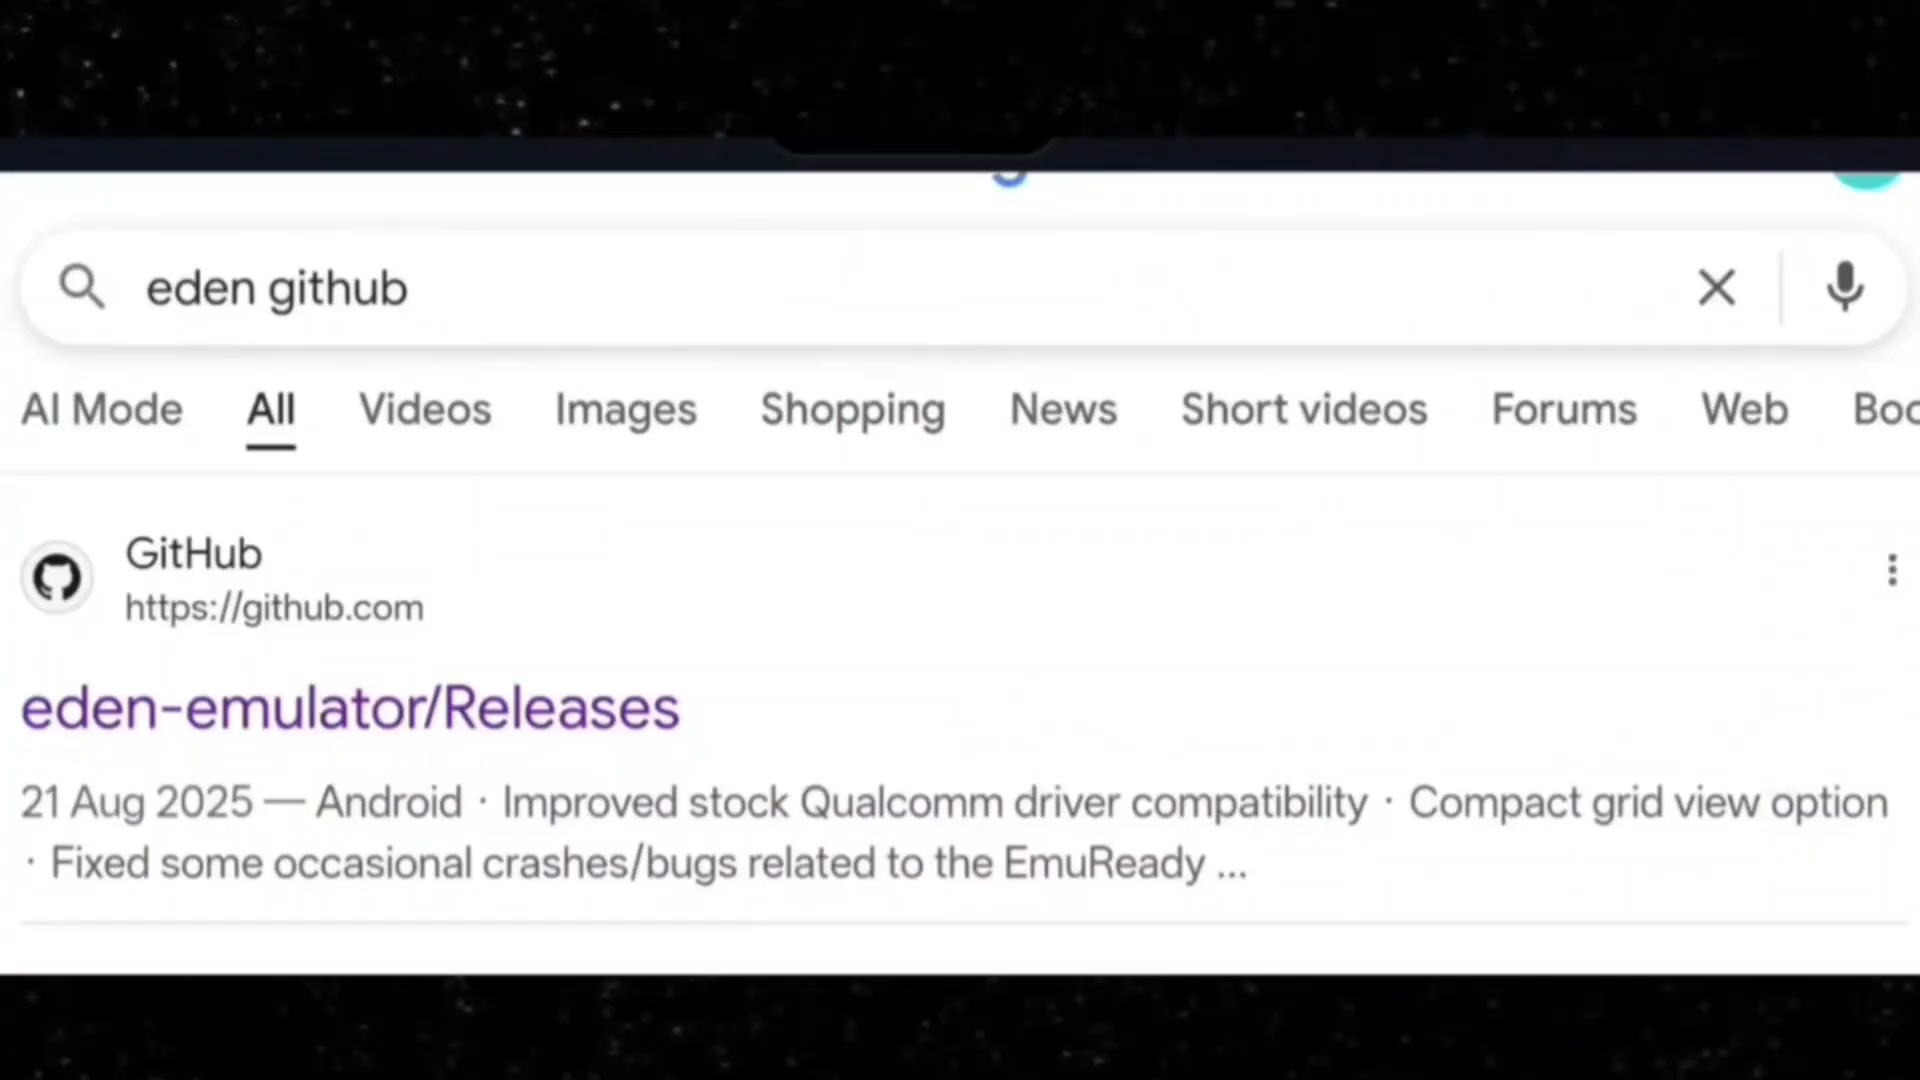 eden github
AI Mode All Videos Images Shopping News Short videos Forums Web Boo
GitHub
https://github.com
eden-emulator/Releases
21 Aug 2025 — Android · Improved stock Qualcomm driver compatibility · Compact grid view option
· Fixed some occasional crashes/bugs related to the EmuReady ...